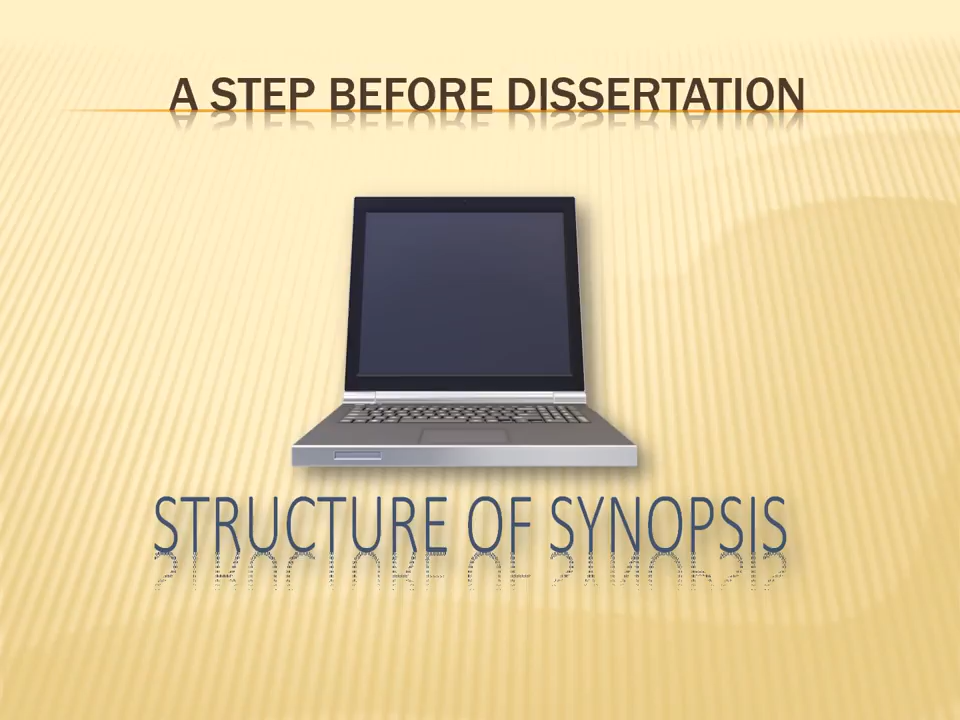 A STEP BEFORE DISSERTATION
STRUCTURE OF SYNOPSIS